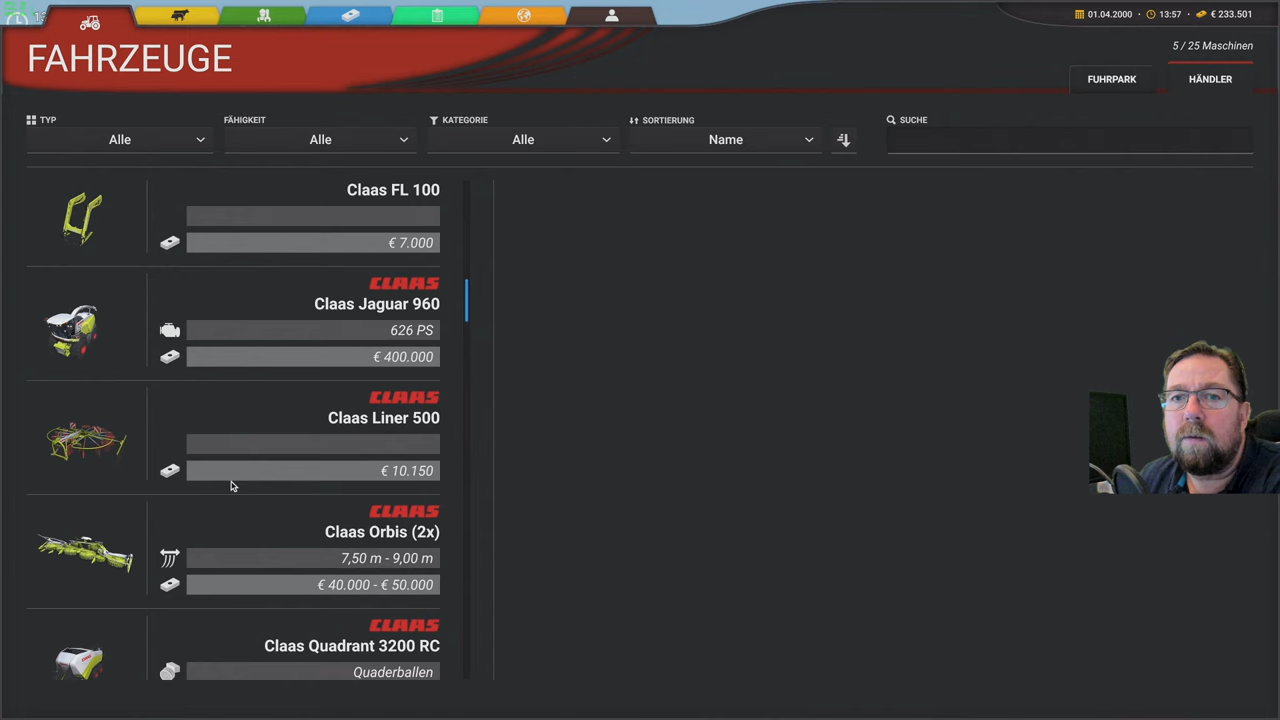 01.04.2000 • 13:57 • € 233.501
FAHRZEUGE
5 / 25 Maschinen
FUHRPARK
HÄNDLER
TYP
FÄHIGKEIT
KATEGORIE
SORTIERUNG
SUCHE
Alle
Alle
Alle
Name
Claas FL 100
€ 7.000
CLAAS
Claas Jaguar 960
626 PS
€ 400.000
CLAAS
Claas Liner 500
€ 10.150
CLAAS
Claas Orbis (2x)
7,50 m - 9,00 m
€ 40.000 - € 50.000
CLAAS
Claas Quadrant 3200 RC
Quaderballen